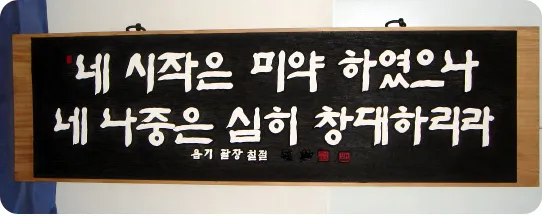 네 시작은 미약 하였으나
네 나중은 심히 창대하리라
욥기 팔장 칠절